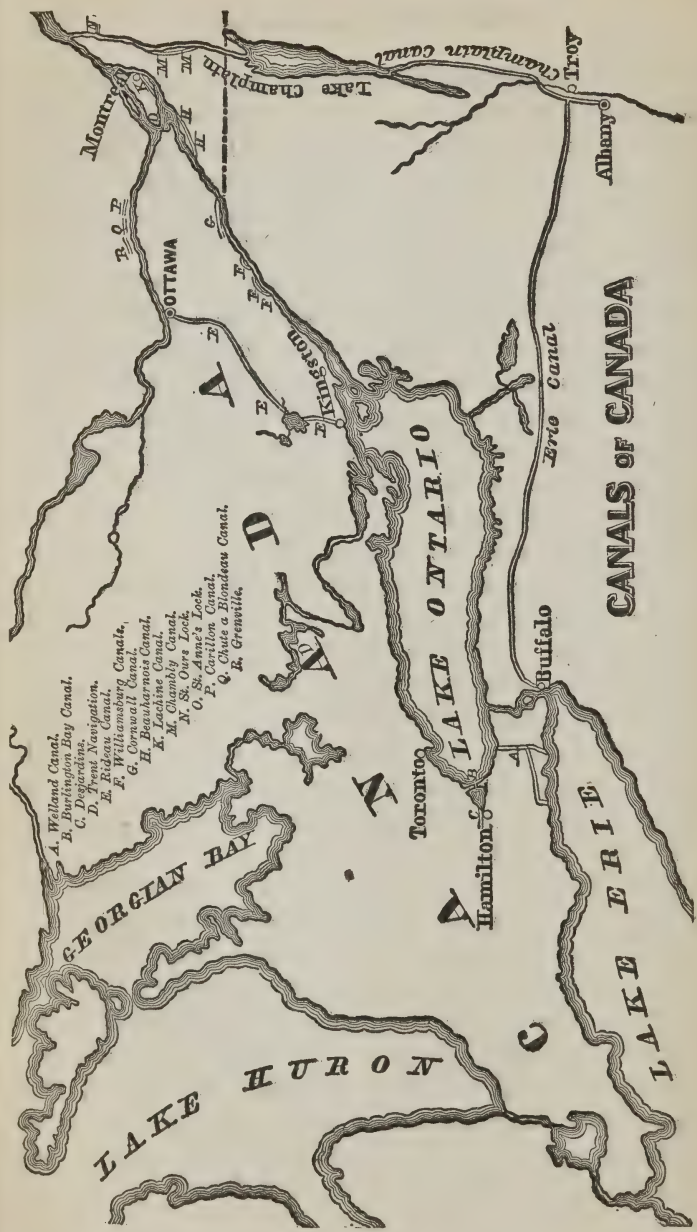 CANALS OF CANADA
A. Welland Canal.
B. Burlington Bay Canal.
C. Desjardins.
D. Trent Navigation.
E. Rideau Canal.
F. Williamsburg Canals.
G. Cornwall Canal.
H. Beauharnois Canal.
K. Lachine Canal.
M. Chambly Canal.
N. St. Ours Lock.
O. St. Anne's Lock.
P. Carillon Canal.
Q. Chute a Blondeau Canal.
R. Grenville.
CANADA
LAKE HURON
GEORGIAN BAY
LAKE ERIE
LAKE ONTARIO
Toronto
Hamilton
Buffalo
Erie Canal
Albany
Troy
Champlain Canal
Lake Champlain
Montreal
OTTAWA
Kingston
R Q P
O
K
H
H
N
M
M
G
F
F
F
E
E
E
D
C
B
A